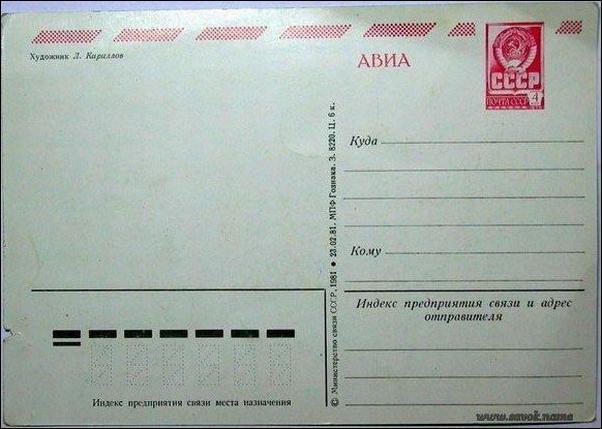 Художник Л. Кириллов
АВИА
СССР
ПОЧТА СССР 4
Куда
Кому
Индекс предприятия связи и адрес
отправителя
© Министерство связи СССР, 1981 ● 23.02.81. МПФ Гознака. З. 8220. Ц. 6 к.
Индекс предприятия связи места назначения
www.savok.name